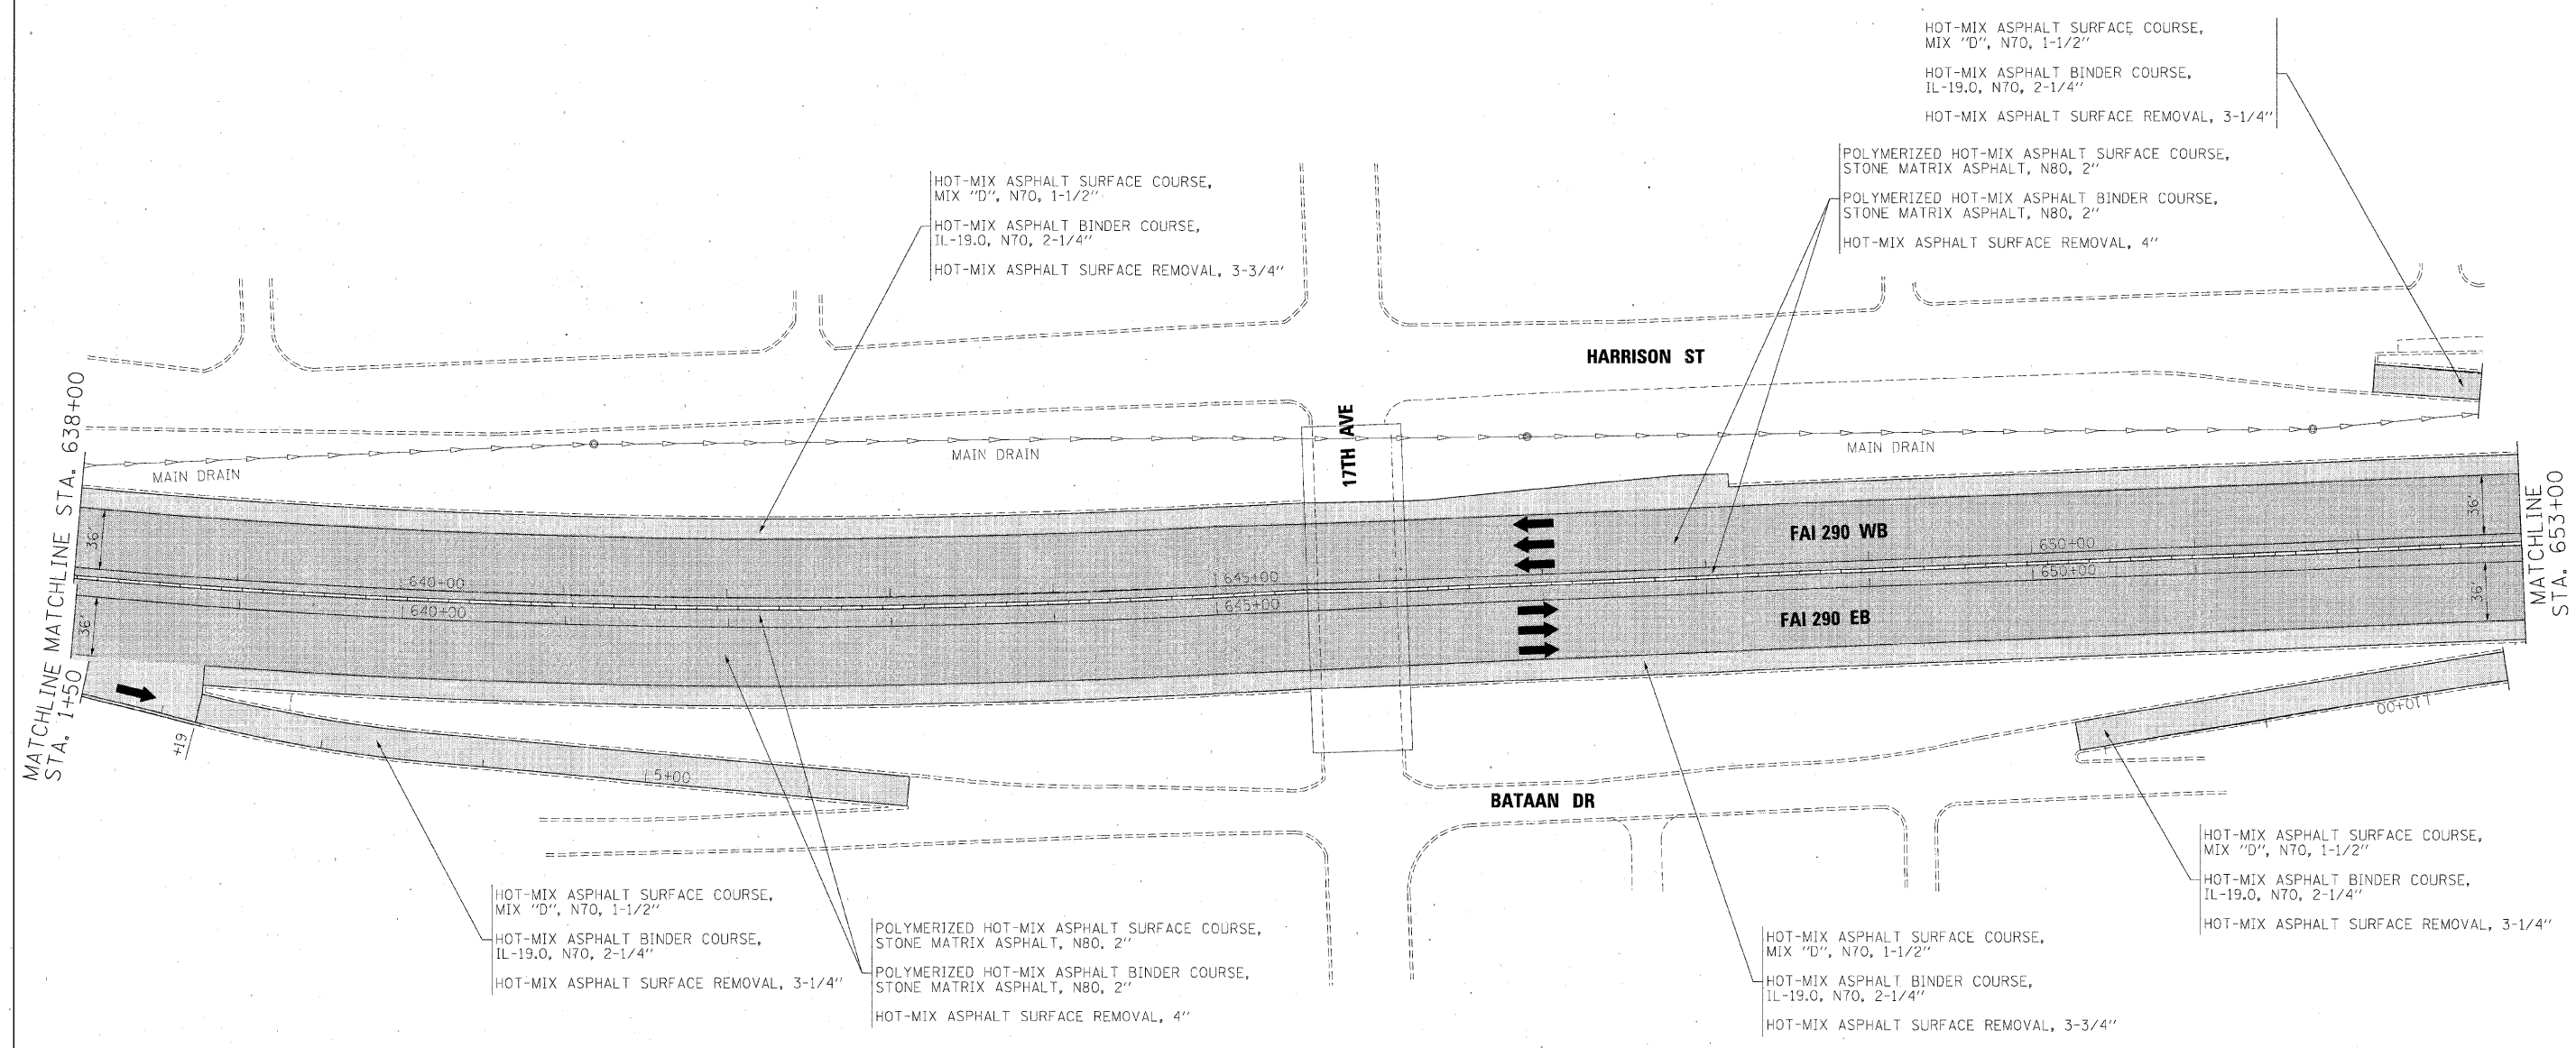 HOT-MIX ASPHALT SURFACE COURSE,
MIX "D", N70, 1-1/2"
HOT-MIX ASPHALT BINDER COURSE,
IL-19.0, N70, 2-1/4"
HOT-MIX ASPHALT SURFACE REMOVAL, 3-1/4"
POLYMERIZED HOT-MIX ASPHALT SURFACE COURSE,
STONE MATRIX ASPHALT, N80, 2"
POLYMERIZED HOT-MIX ASPHALT BINDER COURSE,
STONE MATRIX ASPHALT, N80, 2"
HOT-MIX ASPHALT SURFACE REMOVAL, 4"
HOT-MIX ASPHALT SURFACE COURSE,
MIX "D", N70, 1-1/2"
HOT-MIX ASPHALT BINDER COURSE,
IL-19.0, N70, 2-1/4"
HOT-MIX ASPHALT SURFACE REMOVAL, 3-3/4"
HARRISON ST
17TH AVE
MAIN DRAIN
MAIN DRAIN
MAIN DRAIN
MATCHLINE STA. 638+00
MATCHLINE
STA. 1+50
MATCHLINE
STA. 653+00
36'
36'
36'
36'
FAI 290 WB
640+00
645+00
650+00
640+00
645+00
650+00
FAI 290 EB
+19
5+00
110+00
BATAAN DR
HOT-MIX ASPHALT SURFACE COURSE,
MIX "D", N70, 1-1/2"
HOT-MIX ASPHALT BINDER COURSE,
IL-19.0, N70, 2-1/4"
HOT-MIX ASPHALT SURFACE REMOVAL, 3-1/4"
POLYMERIZED HOT-MIX ASPHALT SURFACE COURSE,
STONE MATRIX ASPHALT, N80, 2"
POLYMERIZED HOT-MIX ASPHALT BINDER COURSE,
STONE MATRIX ASPHALT, N80, 2"
HOT-MIX ASPHALT SURFACE REMOVAL, 4"
HOT-MIX ASPHALT SURFACE COURSE,
MIX "D", N70, 1-1/2"
HOT-MIX ASPHALT BINDER COURSE,
IL-19.0, N70, 2-1/4"
HOT-MIX ASPHALT SURFACE REMOVAL, 3-3/4"
HOT-MIX ASPHALT SURFACE COURSE,
MIX "D", N70, 1-1/2"
HOT-MIX ASPHALT BINDER COURSE,
IL-19.0, N70, 2-1/4"
HOT-MIX ASPHALT SURFACE REMOVAL, 3-1/4"